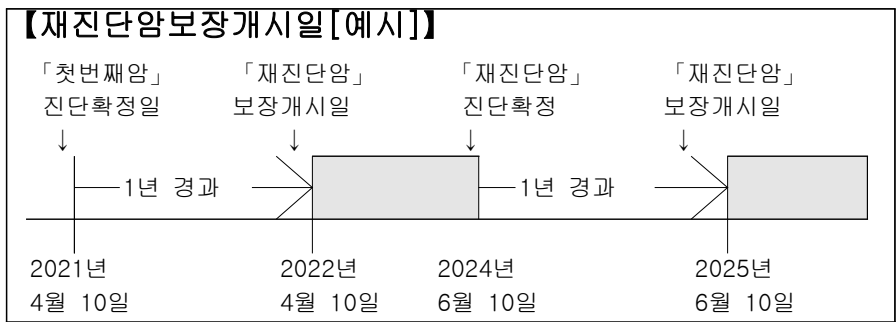 【재진단암보장개시일[예시]】
「첫번째암」 「재진단암」 「재진단암」 「재진단암」
진단확정일 보장개시일 진단확정 보장개시일
↓ ↓ ↓ ↓
1년 경과 1년 경과
2021년 2022년 2024년 2025년
4월 10일 4월 10일 6월 10일 6월 10일